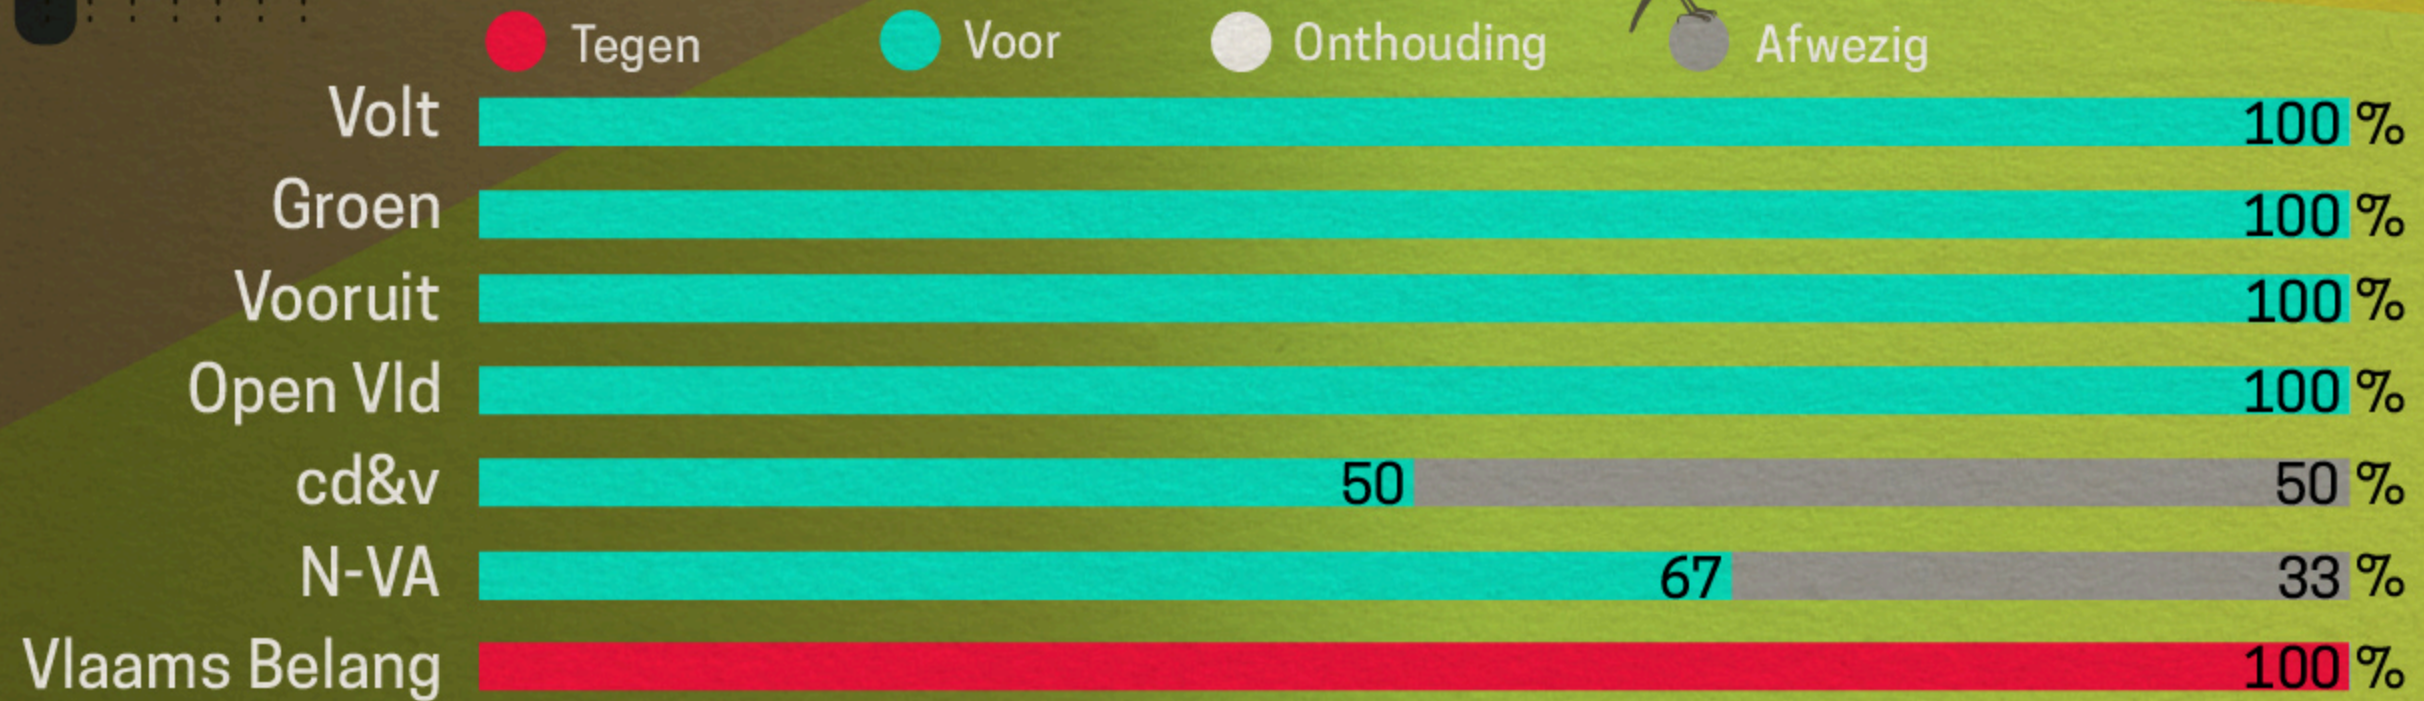 Tegen Voor Onthouding Afwezig
Volt 100 %
Groen 100 %
Vooruit 100 %
Open Vld 100 %
cd&v 50 50 %
N-VA 67 33 %
Vlaams Belang 100 %